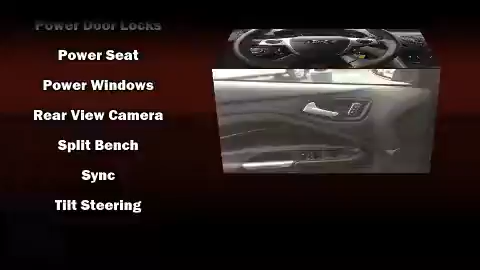 Power Door Locks
Power Seat
Power Windows
Rear View Camera
Split Bench
Sync
Tilt Steering